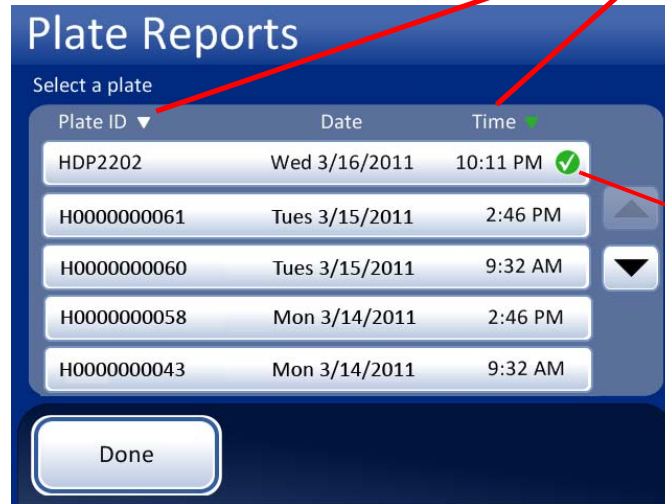 Plate Reports
Select a plate
Plate ID Date Time
HDP2202 Wed 3/16/2011 10:11 PM
H0000000061 Tues 3/15/2011 2:46 PM
H0000000060 Tues 3/15/2011 9:32 AM
H0000000058 Mon 3/14/2011 2:46 PM
H0000000043 Mon 3/14/2011 9:32 AM
Done